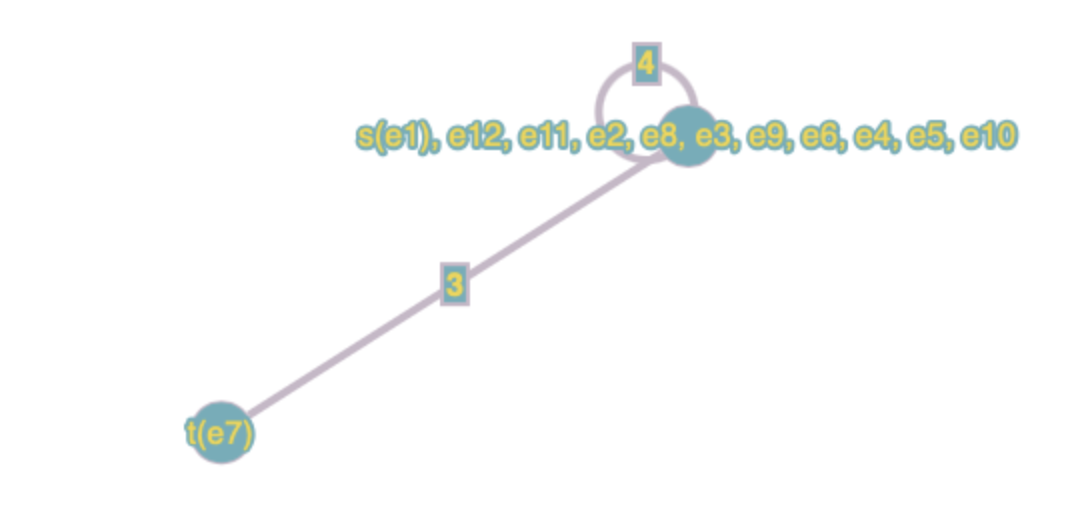 4
s(e1), e12, e11, e2, e8, e3, e9, e6, e4, e5, e10
3
t(e7)